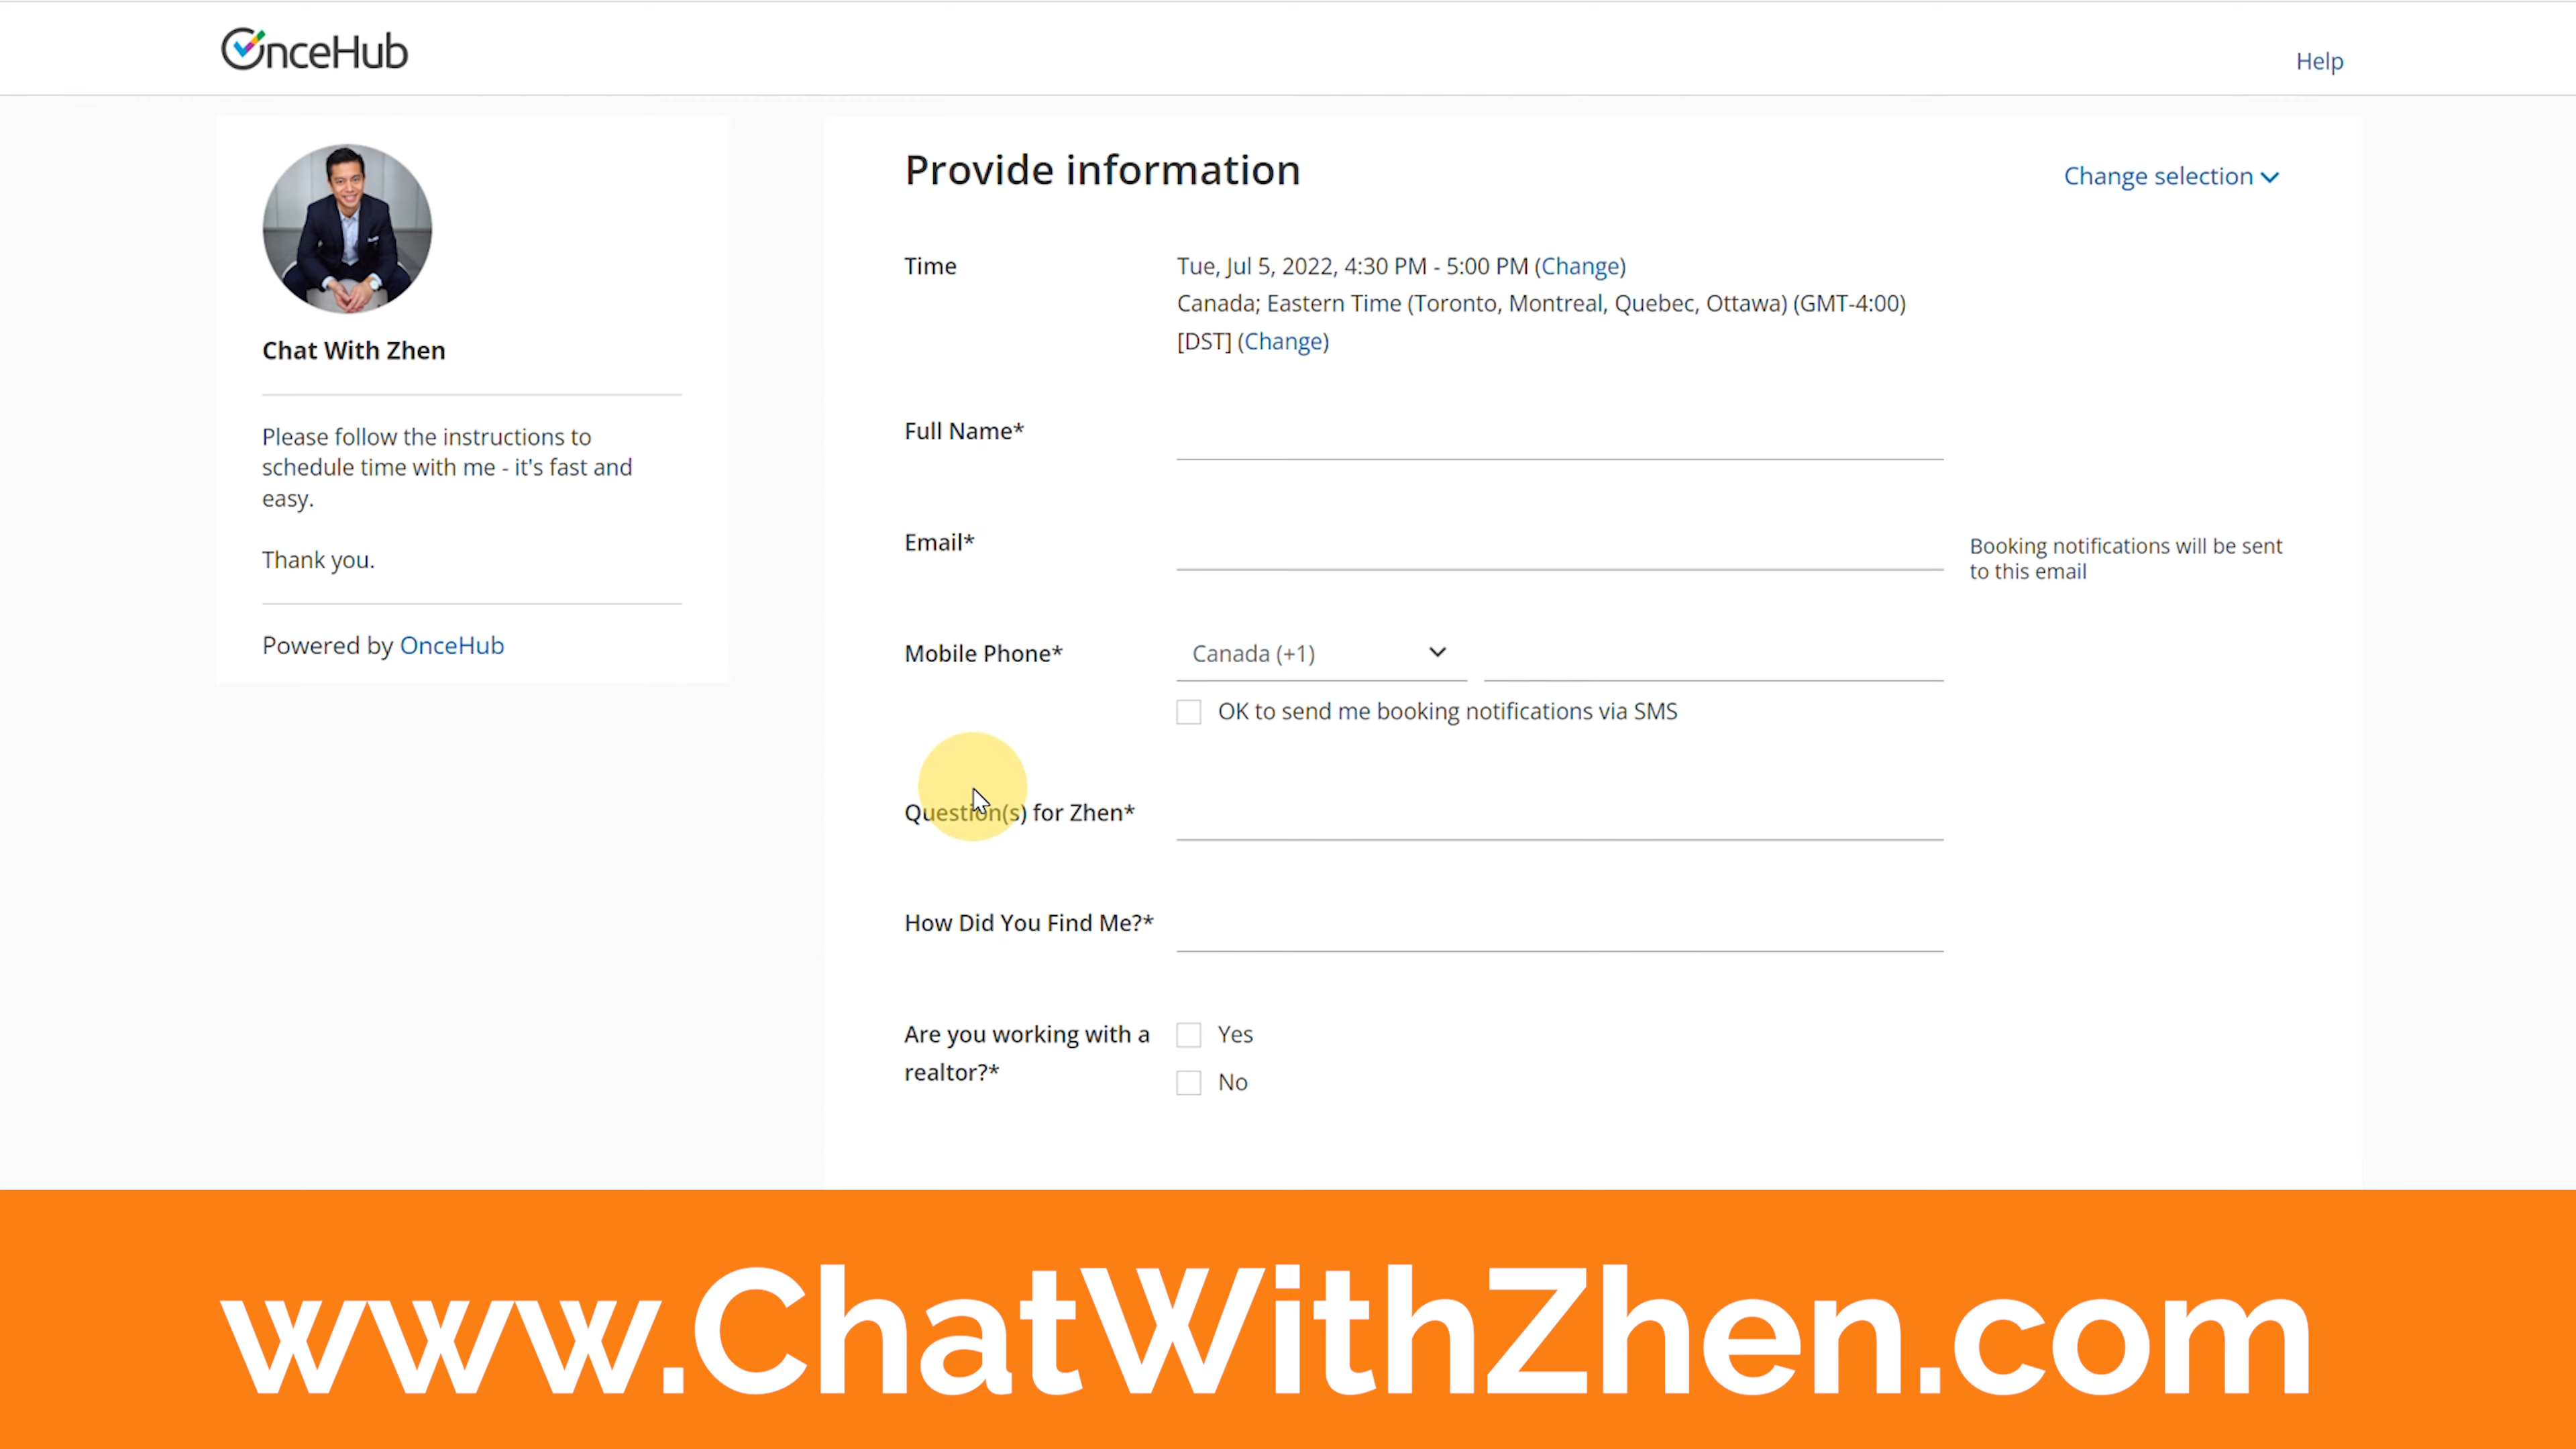 OnceHub
Help
Chat With Zhen
Please follow the instructions to
schedule time with me - it's fast and
easy.
Thank you.
Powered by OnceHub
Provide information
Change selection
Time
Tue, Jul 5, 2022, 4:30 PM - 5:00 PM (Change)
Canada; Eastern Time (Toronto, Montreal, Quebec, Ottawa) (GMT-4:00)
[DST] (Change)
Full Name*
Email*
Booking notifications will be sent
to this email
Mobile Phone*
Canada (+1)
OK to send me booking notifications via SMS
Question(s) for Zhen*
How Did You Find Me?*
Are you working with a
realtor?*
Yes
No
www.ChatWithZhen.com